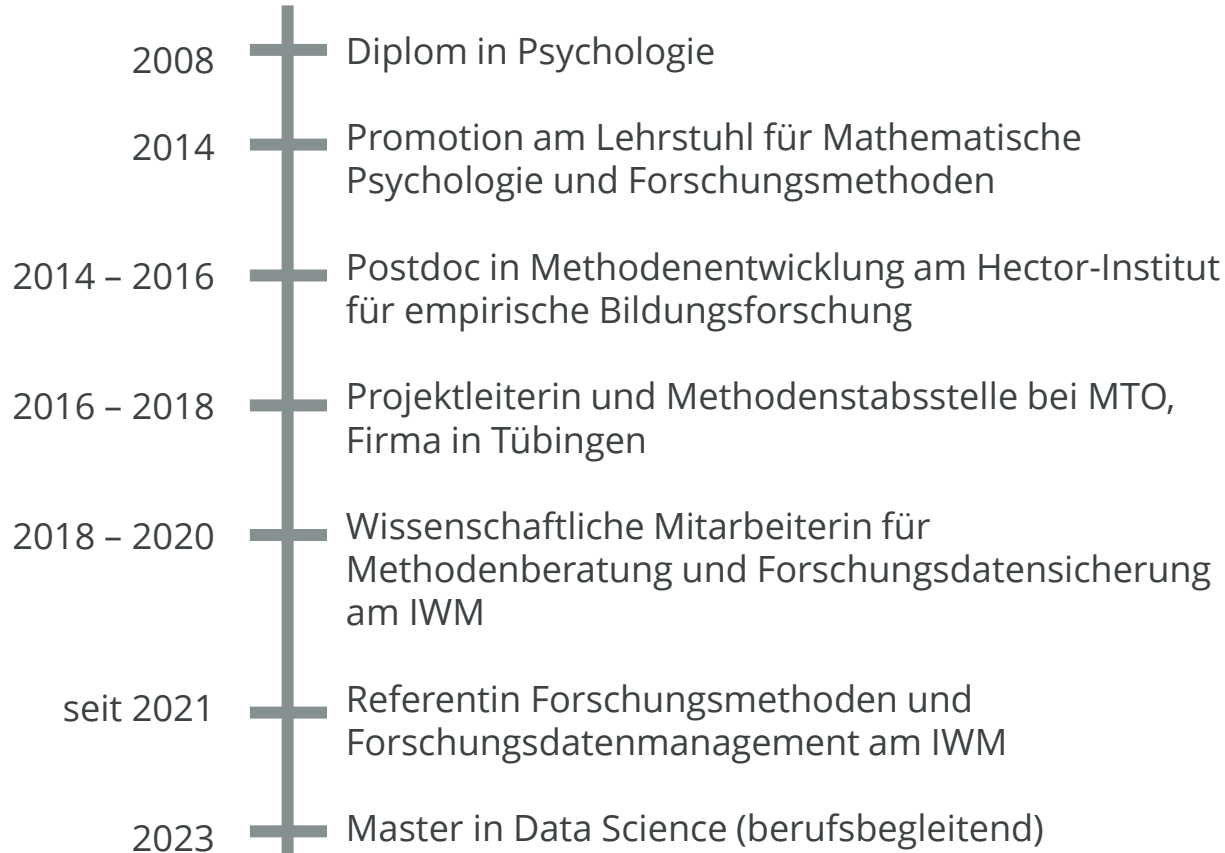 2008
Diplom in Psychologie
2014
Promotion am Lehrstuhl für Mathematische
Psychologie und Forschungsmethoden
2014 – 2016
Postdoc in Methodenentwicklung am Hector-Institut
für empirische Bildungsforschung
2016 – 2018
Projektleiterin und Methodenstabsstelle bei MTO,
Firma in Tübingen
2018 – 2020
Wissenschaftliche Mitarbeiterin für
Methodenberatung und Forschungsdatensicherung
am IWM
seit 2021
Referentin Forschungsmethoden und
Forschungsdatenmanagement am IWM
2023
Master in Data Science (berufsbegleitend)